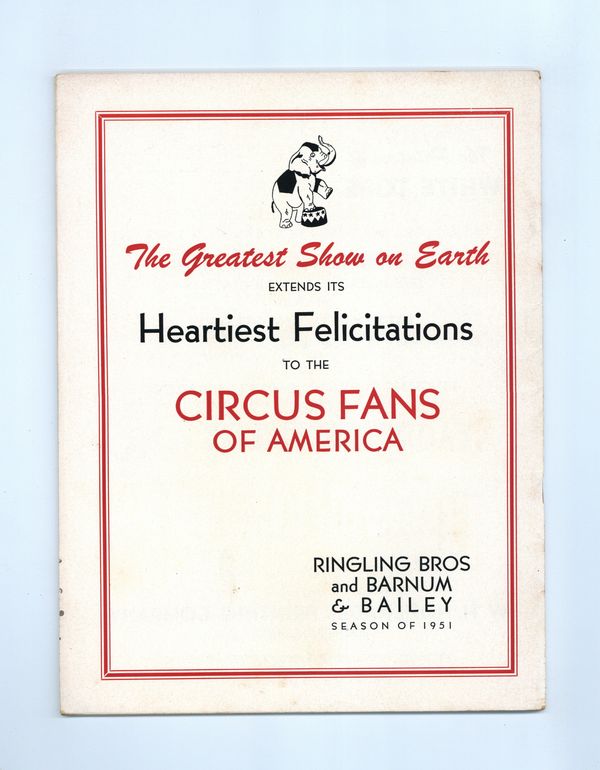 The Greatest Show on Earth
EXTENDS ITS
Heartiest Felicitations
TO THE
CIRCUS FANS
OF AMERICA
RINGLING BROS
and BARNUM
& BAILEY
SEASON OF 1951